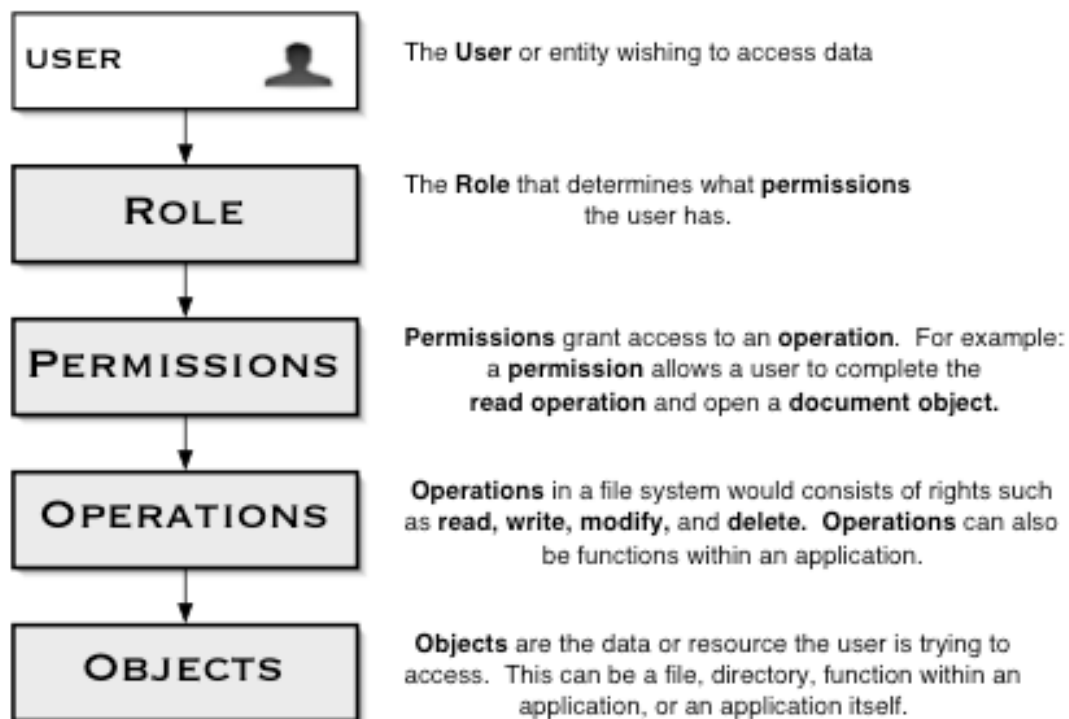 USER
The User or entity wishing to access data
ROLE
The Role that determines what permissions
the user has.
PERMISSIONS
Permissions grant access to an operation.  For example:
a permission allows a user to complete the
read operation and open a document object.
OPERATIONS
Operations in a file system would consists of rights such
as read, write, modify, and delete.  Operations can also
be functions within an application.
OBJECTS
Objects are the data or resource the user is trying to
access.  This can be a file, directory, function within an
application, or an application itself.